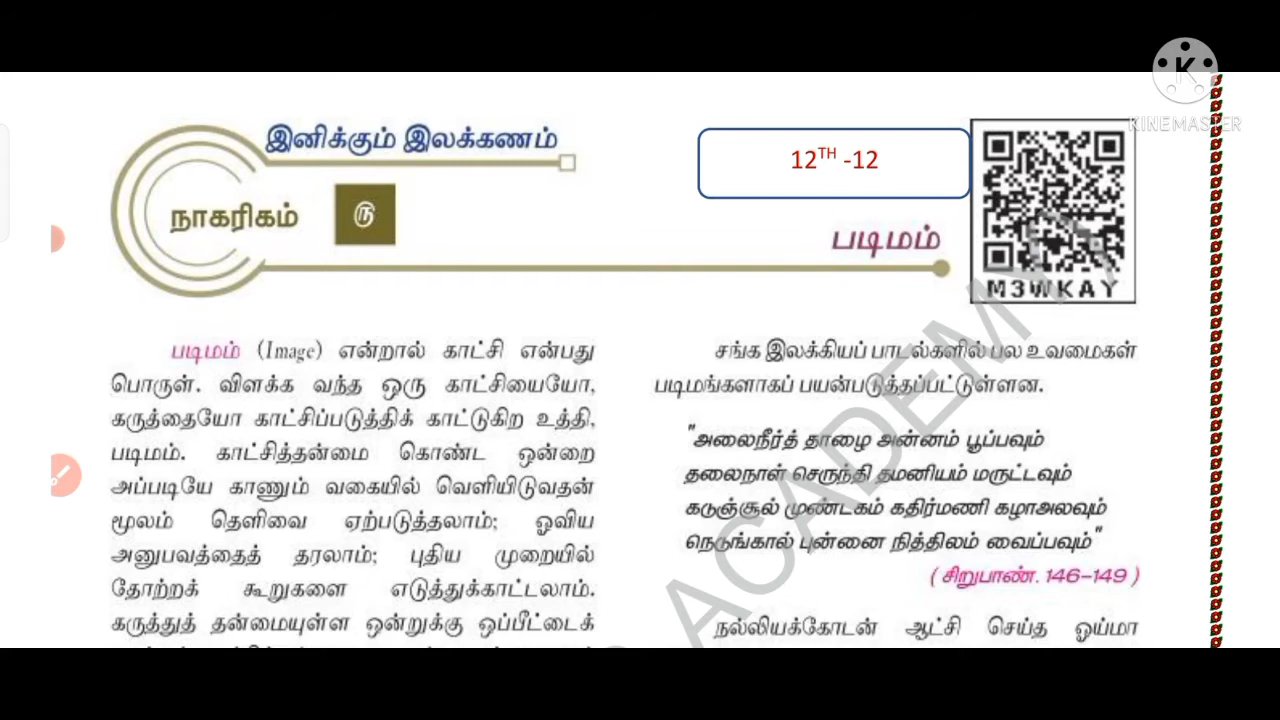 KINEMASTER
இனிக்கும் இலக்கணம்
நாகரிகம்
௫
12TH -12
படிமம்
M3WKAY
படிமம் (Image) என்றால் காட்சி என்பது
பொருள். விளக்க வந்த ஒரு காட்சியையோ,
கருத்தையோ காட்சிப்படுத்திக் காட்டுகிற உத்தி,
படிமம். காட்சித்தன்மை கொண்ட ஒன்றை
அப்படியே காணும் வகையில் வெளியிடுவதன்
மூலம் தெளிவை ஏற்படுத்தலாம்; ஓவிய
அனுபவத்தைத் தரலாம்; புதிய முறையில்
தோற்றக் கூறுகளை எடுத்துக்காட்டலாம்.
கருத்துத் தன்மையுள்ள ஒன்றுக்கு ஒப்பீட்டைக்
சங்க இலக்கியப் பாடல்களில் பல உவமைகள்
படிமங்களாகப் பயன்படுத்தப்பட்டுள்ளன.
"அலைநீர்த் தாழை அன்னம் பூப்பவும்
தலைநாள் செருந்தி தமனியம் மருட்டவும்
கடுஞ்சூல் முண்டகம் கதிர்மணி கழாஅலவும்
நெடுங்கால் புன்னை நித்திலம் வைப்பவும்"
( சிறுபாண். 146–149 )
நல்லியக்கோடன் ஆட்சி செய்த ஓய்மா
ACADEMY